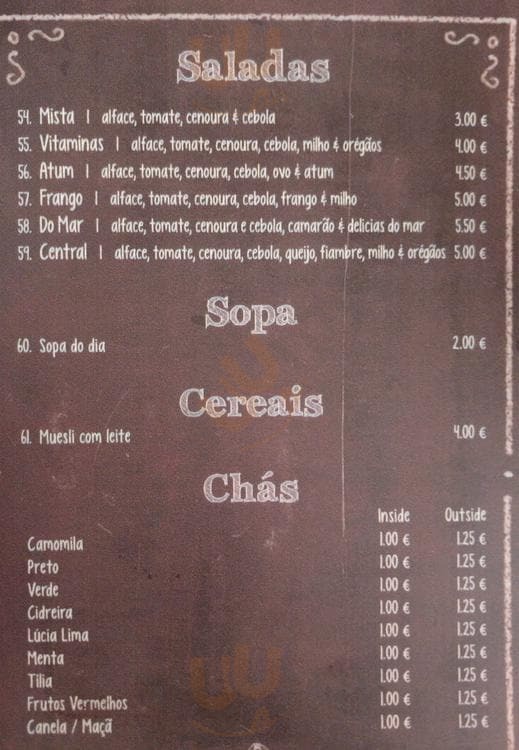 Saladas
54. Mista | alface, tomate, cenoura & cebola 3.00 €
55. Vitaminas | alface, tomate, cenoura, cebola, milho & orégãos 4.00 €
56. Atum | alface, tomate, cenoura, cebola, ovo & atum 4.50 €
57. Frango | alface, tomate, cenoura, cebola, frango & milho 5.00 €
58. Do Mar | alface, tomate, cenoura e cebola, camarão & delicias do mar 5.50 €
59. Central | alface, tomate, cenoura, cebola, queijo, fiambre, milho & orégãos 5.00 €
Sopa
60. Sopa do dia 2.00 €
Cereais
61. Muesli com leite 4.00 €
Chás
Inside Outside
Camomila 1.00 € 1.25 €
Preto 1.00 € 1.25 €
Verde 1.00 € 1.25 €
Cidreira 1.00 € 1.25 €
Lúcia Lima 1.00 € 1.25 €
Menta 1.00 € 1.25 €
Tília 1.00 € 1.25 €
Frutos Vermelhos 1.00 € 1.25 €
Canela / Maçã 1.00 € 1.25 €